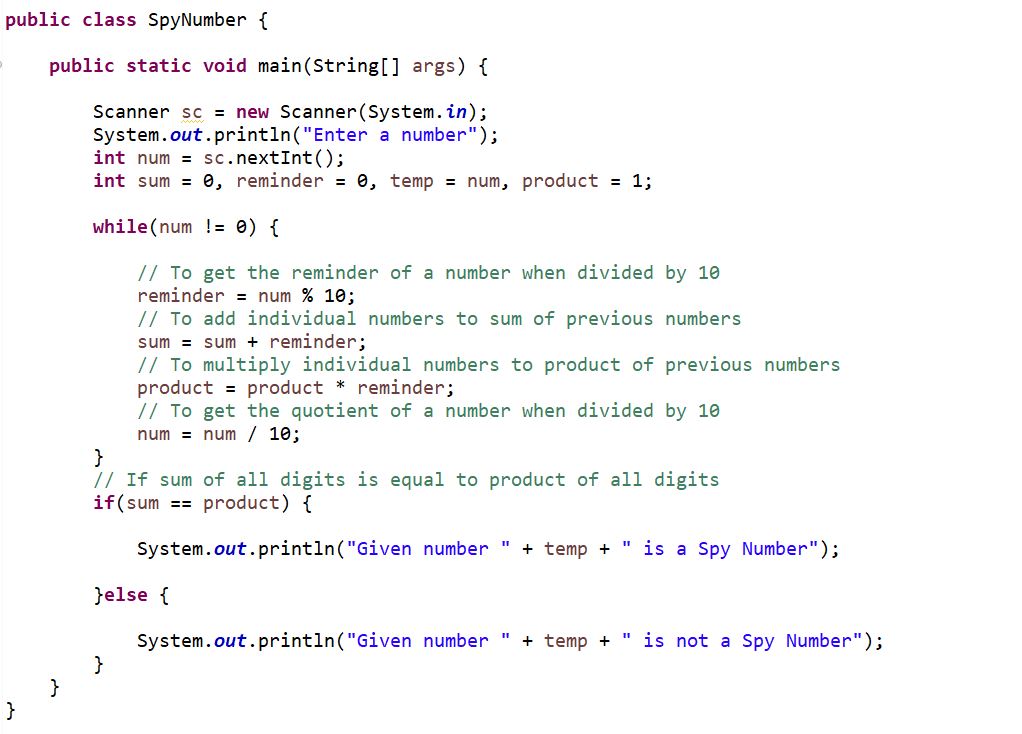 public class SpyNumber {
public static void main(String[] args) {
Scanner sc = new Scanner(System.in);
System.out.println("Enter a number");
int num = sc.nextInt();
int sum = 0, reminder = 0, temp = num, product = 1;
while(num != 0) {
// To get the reminder of a number when divided by 10
reminder = num % 10;
// To add individual numbers to sum of previous numbers
sum = sum + reminder;
// To multiply individual numbers to product of previous numbers
product = product * reminder;
// To get the quotient of a number when divided by 10
num = num / 10;
}
// If sum of all digits is equal to product of all digits
if(sum == product) {
System.out.println("Given number " + temp + " is a Spy Number");
}else {
System.out.println("Given number " + temp + " is not a Spy Number");
}
}
}